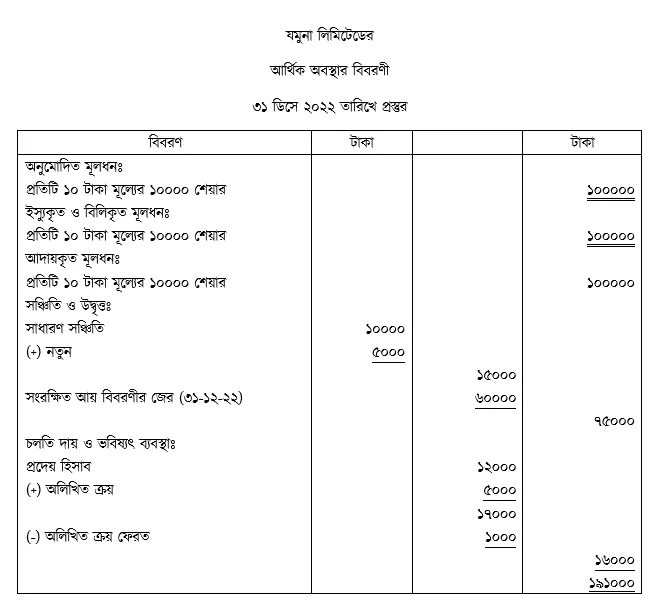 যমুনা লিমিটেডের
আর্থিক অবস্থার বিবরণী
৩১ ডিসে ২০২২ তারিখে প্রস্তুর
বিবরণ টাকা টাকা
অনুমোদিত মূলধনঃ
প্রতিটি ১০ টাকা মূল্যের ১০০০০ শেয়ার ১০০০০০
ইস্যুকৃত ও বিলিকৃত মূলধনঃ
প্রতিটি ১০ টাকা মূল্যের ১০০০০ শেয়ার ১০০০০০
আদায়কৃত মূলধনঃ
প্রতিটি ১০ টাকা মূল্যের ১০০০০ শেয়ার ১০০০০০
সঞ্চিতি ও উদ্বৃত্তঃ
সাধারণ সঞ্চিতি ১০০০০
(+) নতুন ৫০০০
১৫০০০
সংরক্ষিত আয় বিবরণীর জের (৩১-১২-২২) ৬০০০০
৭৫০০০
চলতি দায় ও ভবিষ্যৎ ব্যবস্থাঃ
প্রদেয় হিসাব ১২০০০
(+) অলিখিত ক্রয় ৫০০০
১৭০০০
(-) অলিখিত ক্রয় ফেরত ১০০০
১৬০০০
১৯১০০০